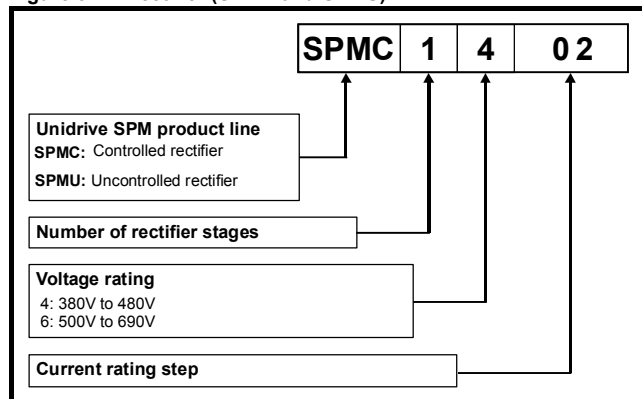 SPMC 1 4 02
Unidrive SPM product line
SPMC: Controlled rectifier
SPMU: Uncontrolled rectifier
Number of rectifier stages
Voltage rating
4: 380V to 480V
6: 500V to 690V
Current rating step